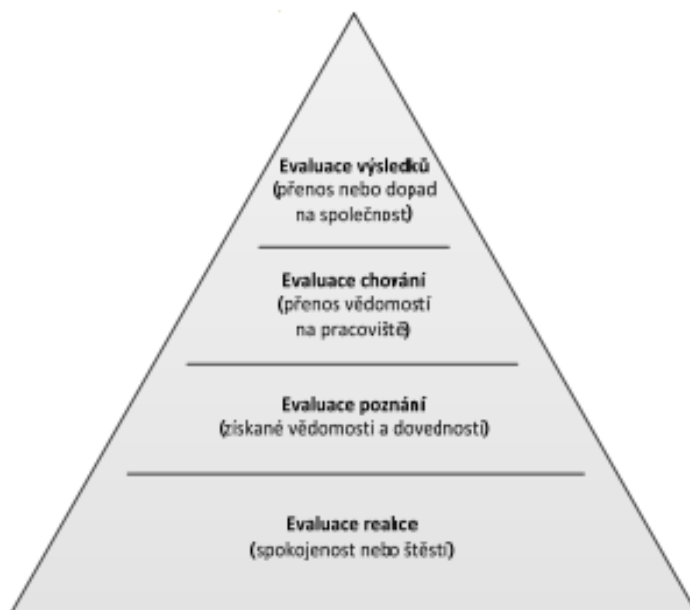 Evaluace výsledků
(přenos nebo dopad
na společnost)
Evaluace chování
(přenos vědomostí
na pracoviště)
Evaluace poznání
(získané vědomosti a dovednosti)
Evaluace reakce
(spokojenost nebo štěstí)